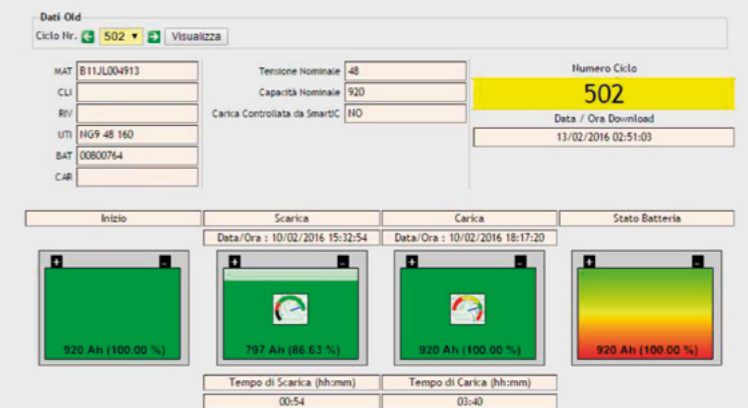 Dati Old
Ciclo Nr. 502 Visualizza
MAT B11JL004913
CLI
RIV
UTI NG9 48 160
BAT 00800764
CAR
Tensione Nominale 48
Capacità Nominale 920
Carica Controllata da SmartIC NO
Numero Ciclo
502
Data / Ora Download
13/02/2016 02:51:03
Inizio Scarica Carica Stato Batteria
Data/Ora : 10/02/2016 15:32:54 Data/Ora : 10/02/2016 18:17:20
+ - + - + - + -
920 Ah (100.00 %) 797 Ah (86.63 %) 920 Ah (100.00 %) 920 Ah (100.00 %)
Tempo di Scarica (hh:mm) Tempo di Carica (hh:mm)
00:54 03:40